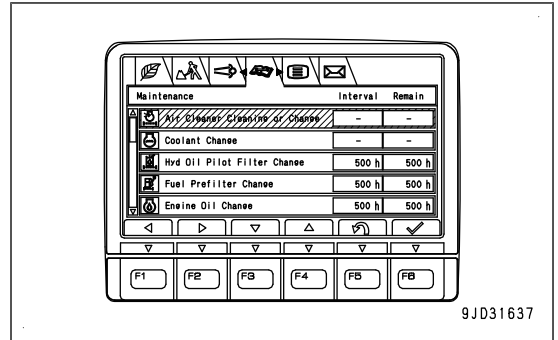 Maintenance Interval Remain
Air Cleaner Cleaning or Change - -
Coolant Change - -
Hyd Oil Pilot Filter Change 500 h 500 h
Fuel Prefilter Change 500 h 500 h
Engine Oil Change 500 h 500 h
F1 F2 F3 F4 F5 F6
9JD31637